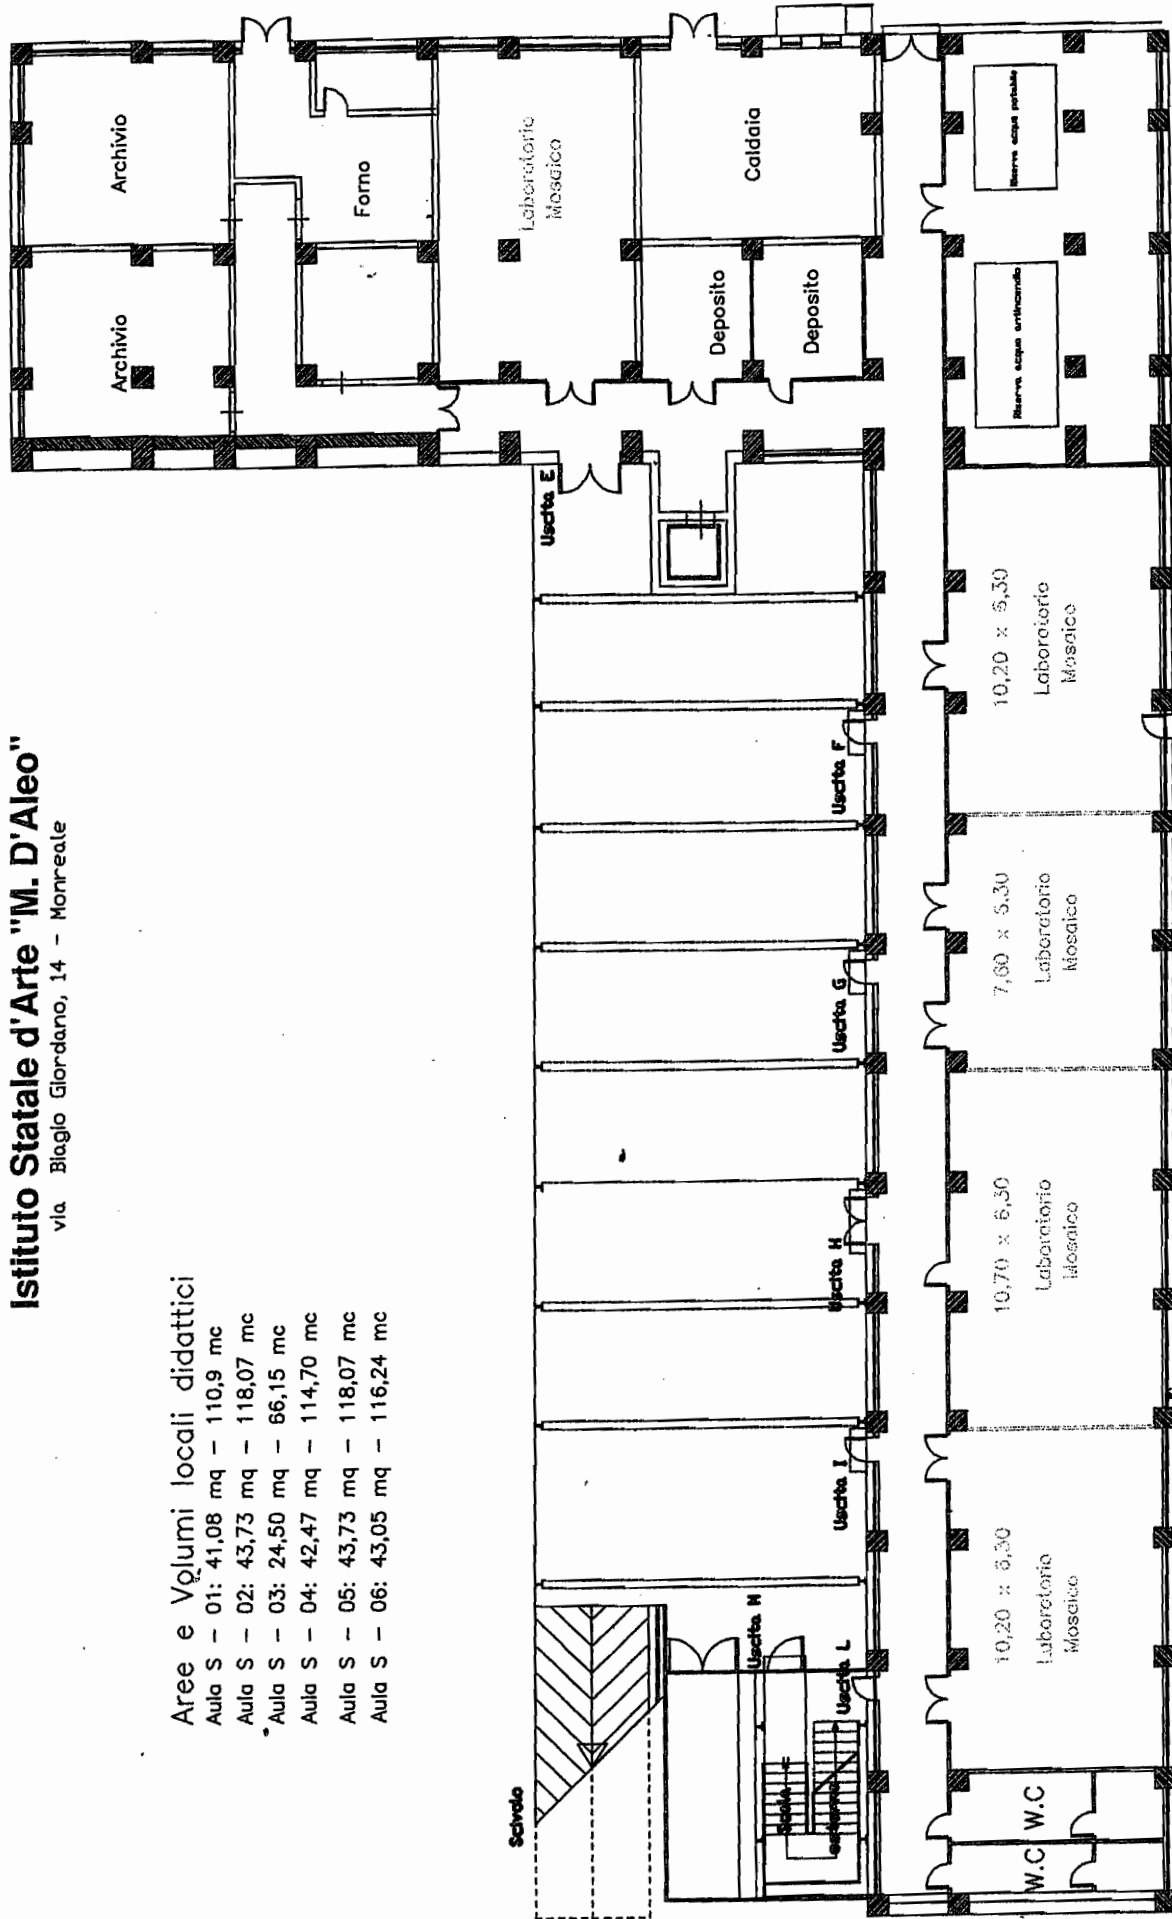 Istituto Statale d'Arte "M. D'Aleo"
via Biagio Giordano, 14 - Monreale
Aree e Volumi locali didattici
Aula S - 01: 41,08 mq - 110,9 mc
Aula S - 02: 43,73 mq - 118,07 mc
Aula S - 03: 24,50 mq - 66,15 mc
Aula S - 04: 42,47 mq - 114,70 mc
Aula S - 05: 43,73 mq - 118,07 mc
Aula S - 06: 43,05 mq - 116,24 mc
Archivio
Archivio
Forno
Laboratorio
Mosaico
Caldaia
Deposito
Deposito
Riserva acqua potabile
Riserva acqua antincendio
Uscita E
Uscita F
Uscita G
Uscita H
Uscita I
Uscita M
Uscita L
Scivolo
Scala
esterna
10,20 x 6,30
Laboratorio
Mosaico
7,60 x 6,30
Laboratorio
Mosaico
10,70 x 6,30
Laboratorio
Mosaico
10,20 x 6,30
Laboratorio
Mosaico
W.C
W.C